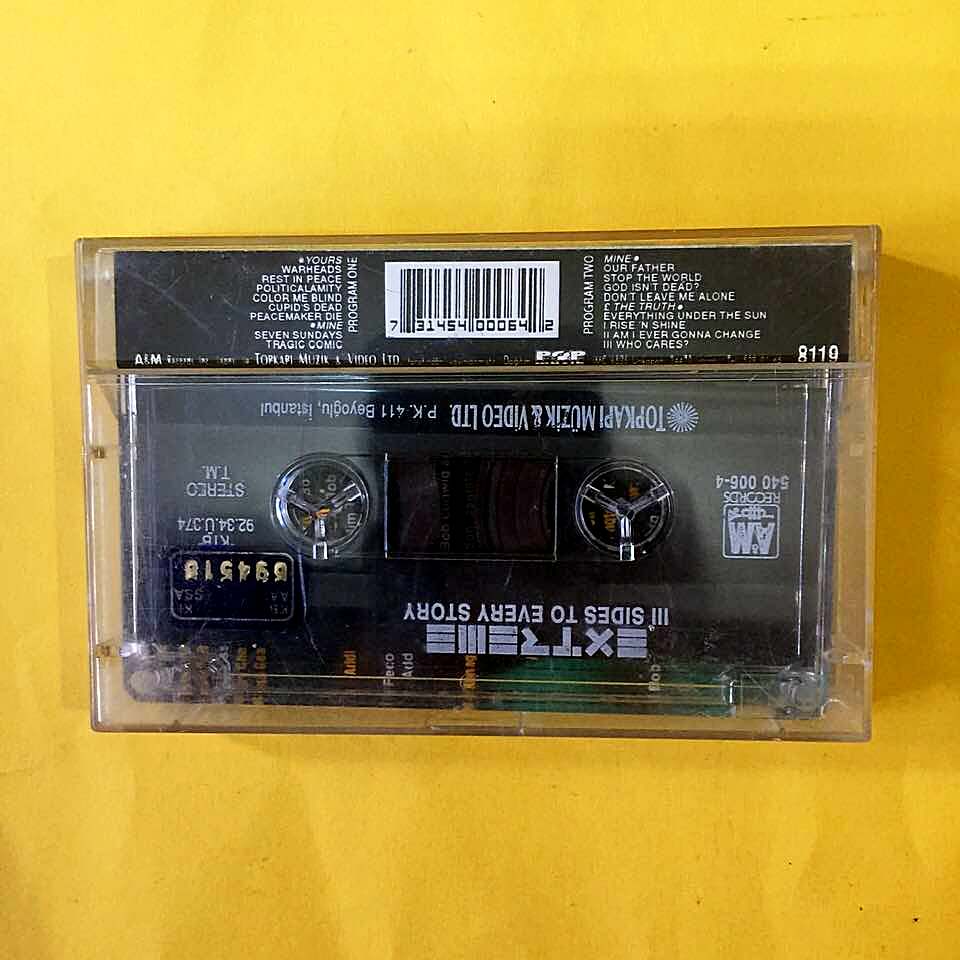 • YOURS
WARHEADS
REST IN PEACE
POLITICALAMITY
COLOR ME BLIND
CUPID'S DEAD
PEACEMAKER DIE
• MINE
SEVEN SUNDAYS
TRAGIC COMIC
PROGRAM ONE
7 31454 00064 2
PROGRAM TWO
MINE •
OUR FATHER
STOP THE WORLD
GOD ISN'T DEAD?
DON'T LEAVE ME ALONE
& THE TRUTH •
EVERYTHING UNDER THE SUN
I RISE 'N SHINE
II AM I EVER GONNA CHANGE
III WHO CARES?
A&M TOPKAPI MÜZIK & VIDEO LTD
8119
TOPKAPI MÜZİK & VİDEO LTD. P.K. 411 Beyoğlu, İstanbul
540 006-4
A&M
RECORDS
STEREO
T.M.
KTB
92.34.Ü.374
594518
EXTREME
III SIDES TO EVERY STORY